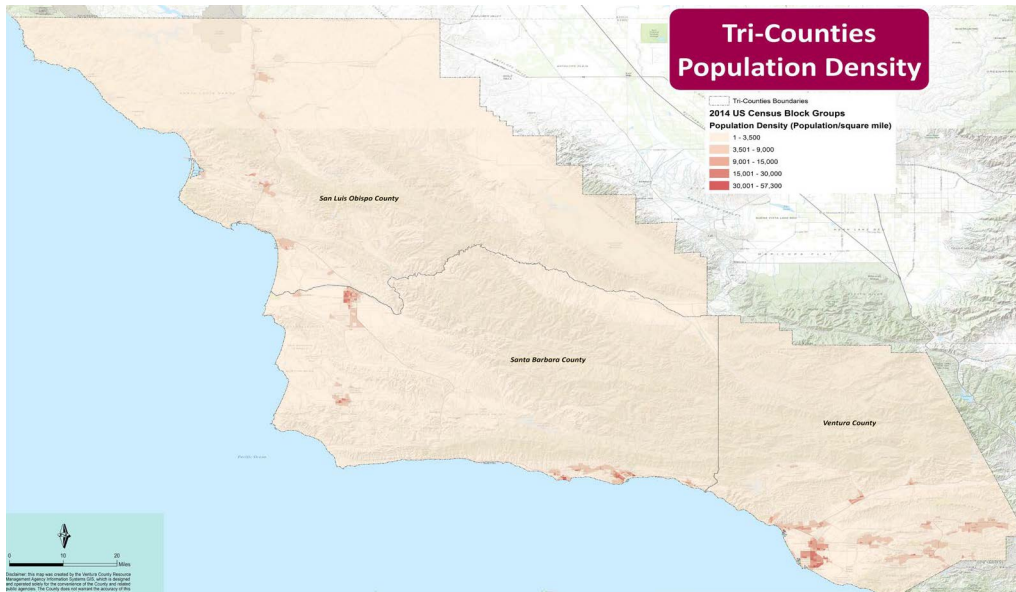 Tri-Counties
Population Density
Tri-Counties Boundaries
2014 US Census Block Groups
Population Density (Population/square mile)
1 - 3,500
3,501 - 9,000
9,001 - 15,000
15,001 - 30,000
30,001 - 57,300
San Luis Obispo County
Santa Barbara County
Ventura County
0 10 20
Miles
Disclaimer: this map was created by the Ventura County Resource
Management Agency Information Systems GIS, which is designed
and operated solely for the convenience of the County and related
public agencies. The County does not warrant the accuracy of this